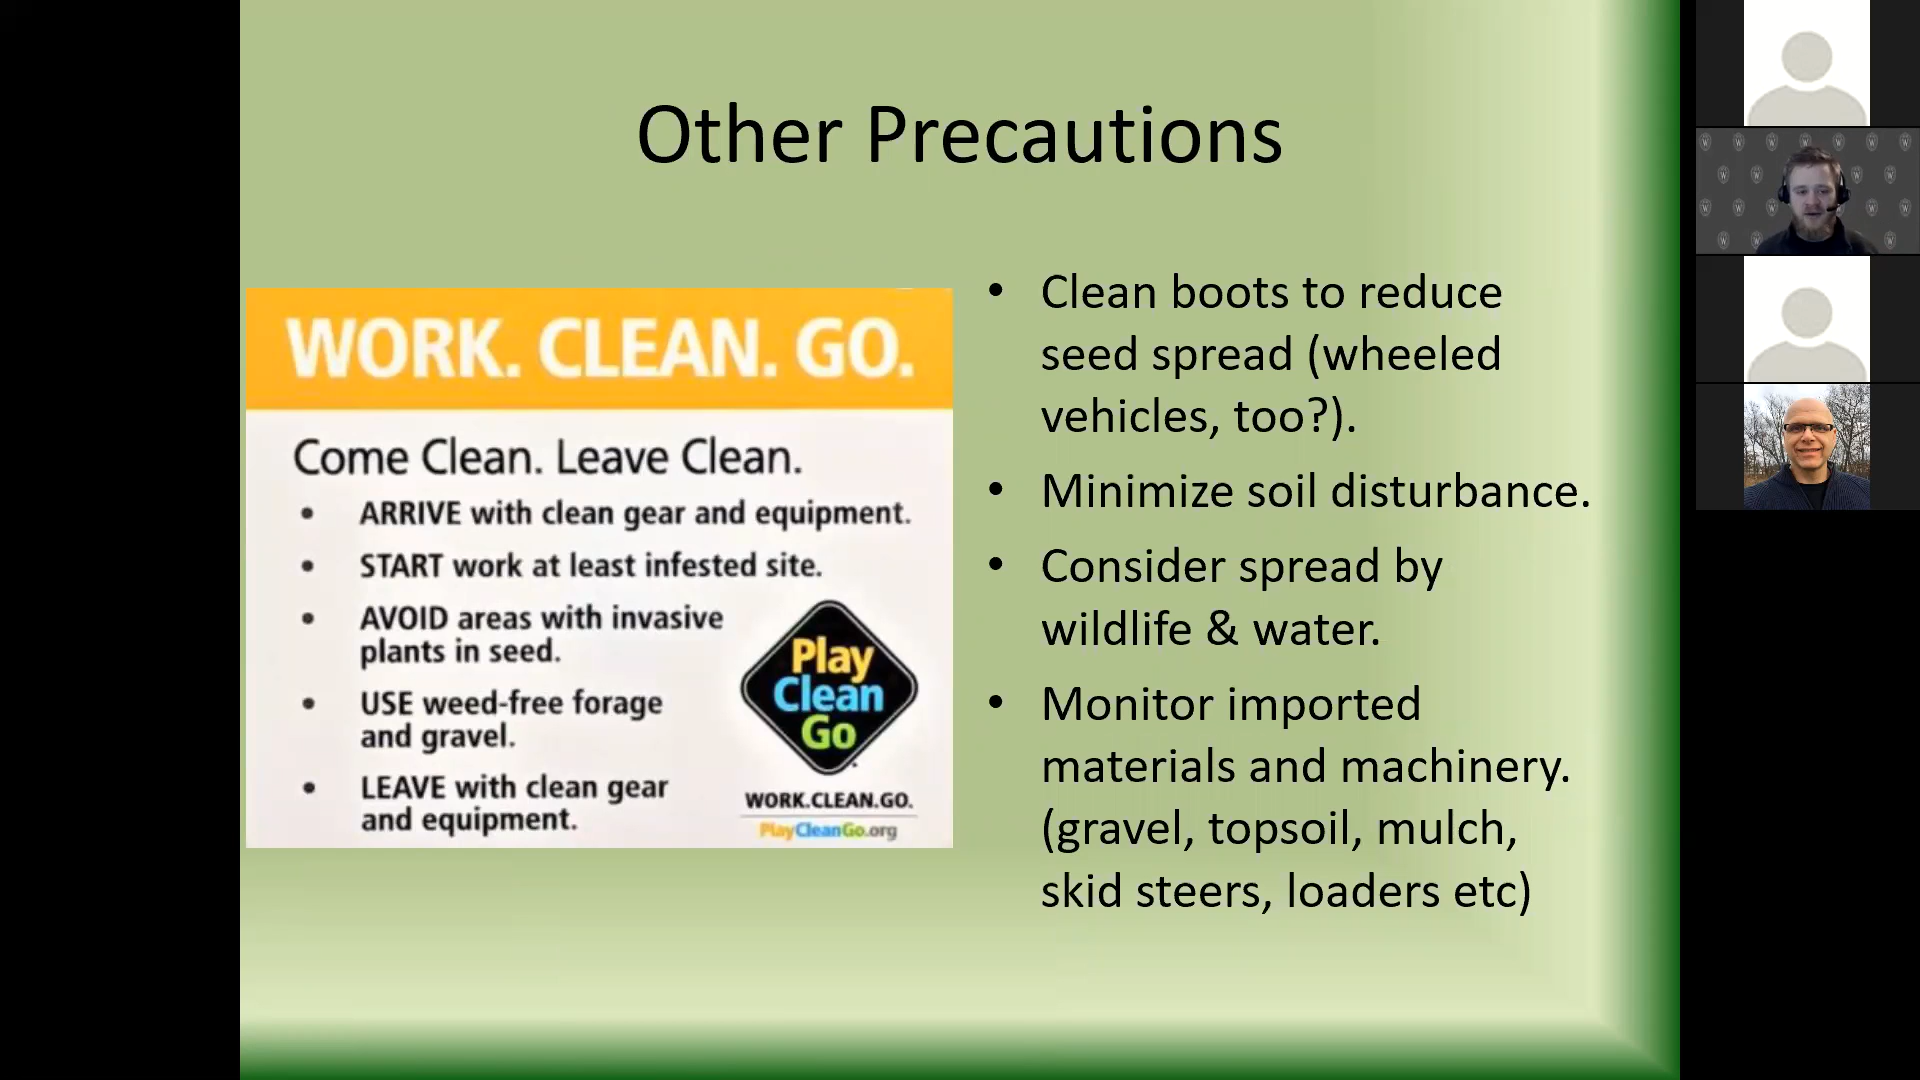 Other Precautions
WORK. CLEAN. GO.
Come Clean. Leave Clean.
• ARRIVE with clean gear and equipment.
• START work at least infested site.
• AVOID areas with invasive
plants in seed.
• USE weed-free forage
and gravel.
• LEAVE with clean gear
and equipment.
Play
Clean
Go
WORK.CLEAN.GO.
PlayCleanGo.org
• Clean boots to reduce
seed spread (wheeled
vehicles, too?).
• Minimize soil disturbance.
• Consider spread by
wildlife & water.
• Monitor imported
materials and machinery.
(gravel, topsoil, mulch,
skid steers, loaders etc)